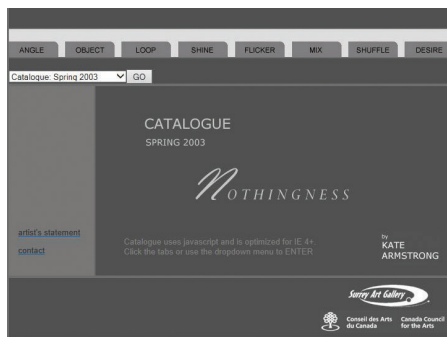 ANGLE OBJECT LOOP SHINE FLICKER MIX SHUFFLE DESIRE
Catalogue: Spring 2003 GO
CATALOGUE
SPRING 2003
NOTHINGNESS
artist's statement
contact
Catalogue uses javascript and is optimized for IE 4+.
Click the tabs or use the dropdown menu to ENTER
by
KATE
ARMSTRONG
Surrey Art Gallery
Conseil des Arts
du Canada
Canada Council
for the Arts